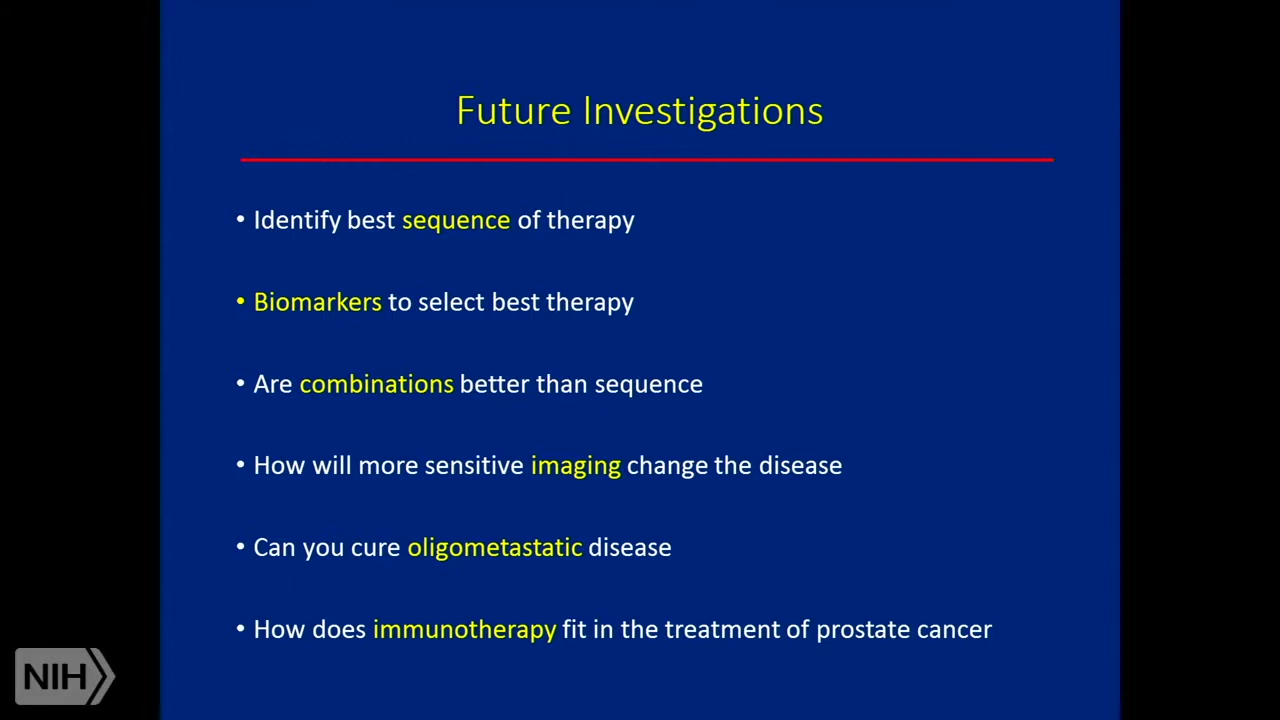 Future Investigations
• Identify best sequence of therapy
• Biomarkers to select best therapy
• Are combinations better than sequence
• How will more sensitive imaging change the disease
• Can you cure oligometastatic disease
• How does immunotherapy fit in the treatment of prostate cancer
NIH